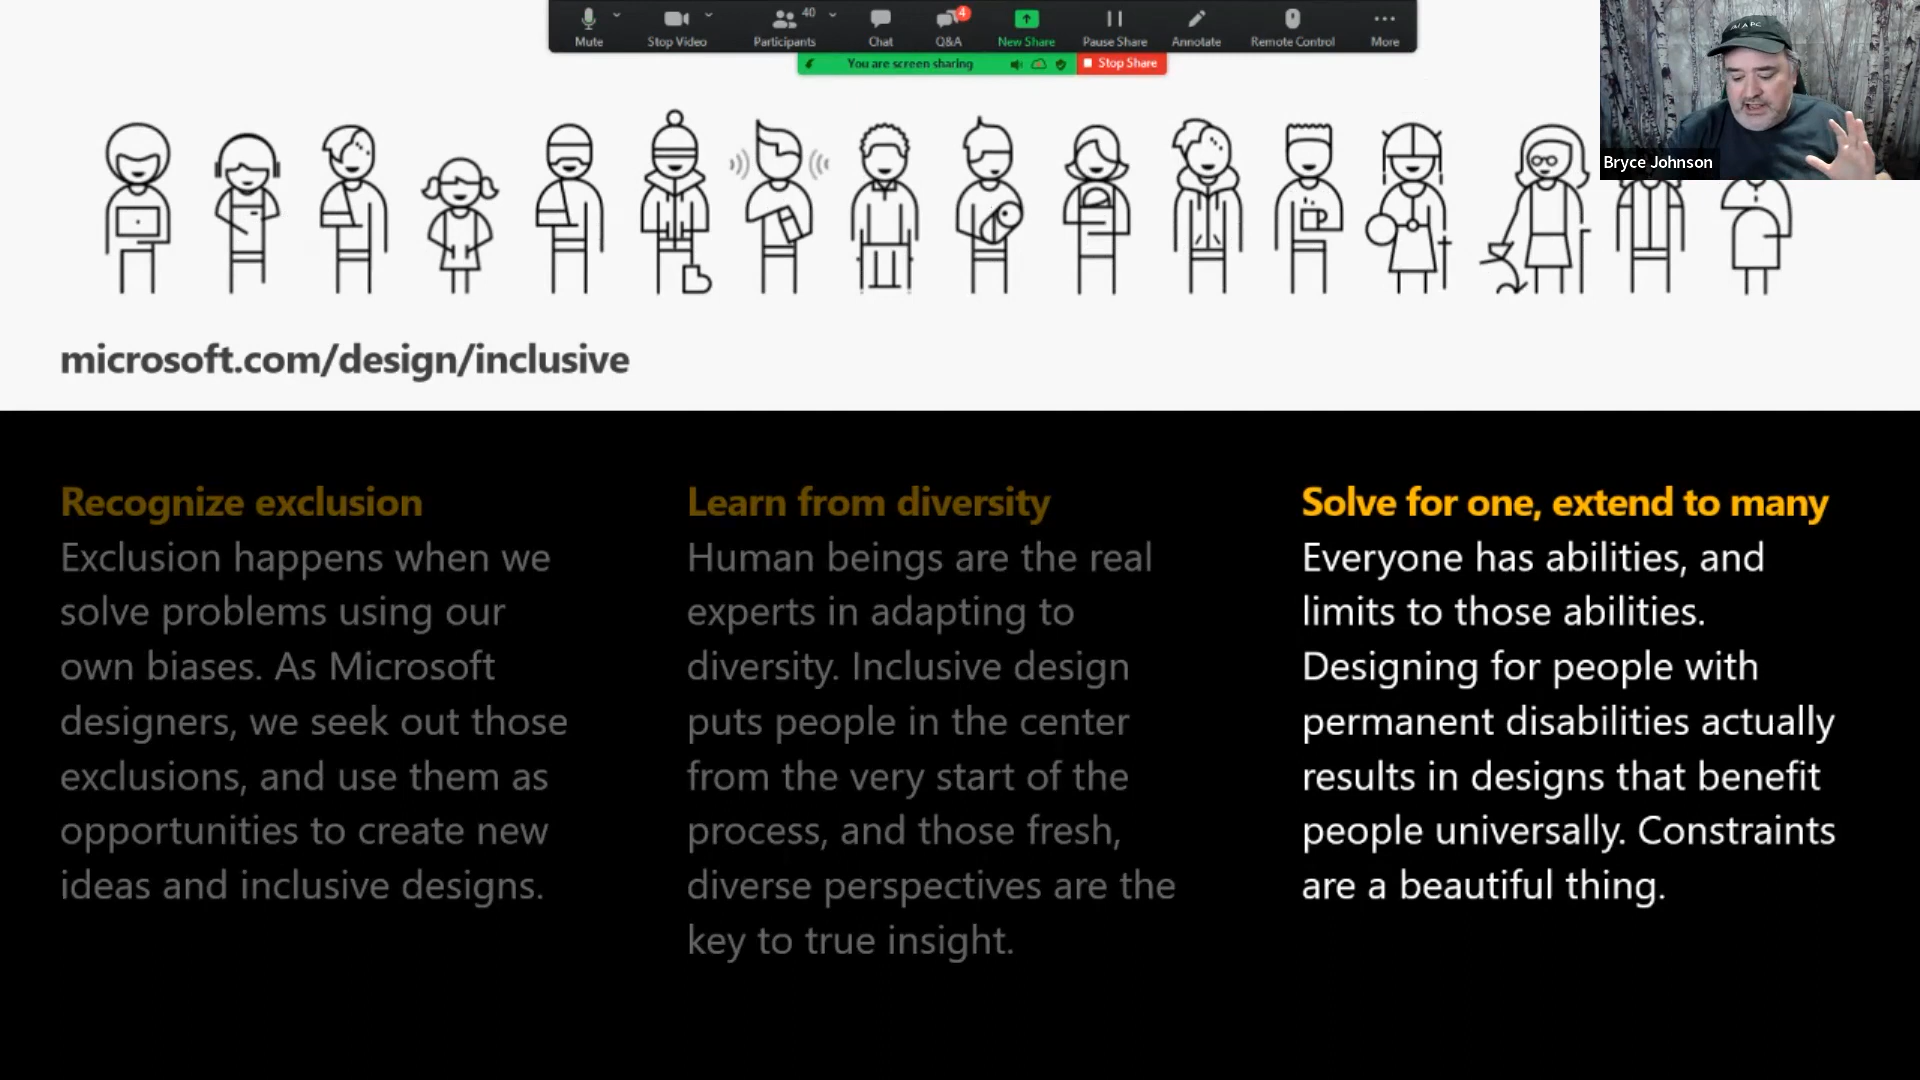 40
4
Mute
Stop Video
Participants
Chat
Q&A
New Share
Pause Share
Annotate
Remote Control
More
You are screen sharing
Stop Share
Bryce Johnson
microsoft.com/design/inclusive
Recognize exclusion
Exclusion happens when we
solve problems using our
own biases. As Microsoft
designers, we seek out those
exclusions, and use them as
opportunities to create new
ideas and inclusive designs.
Learn from diversity
Human beings are the real
experts in adapting to
diversity. Inclusive design
puts people in the center
from the very start of the
process, and those fresh,
diverse perspectives are the
key to true insight.
Solve for one, extend to many
Everyone has abilities, and
limits to those abilities.
Designing for people with
permanent disabilities actually
results in designs that benefit
people universally. Constraints
are a beautiful thing.